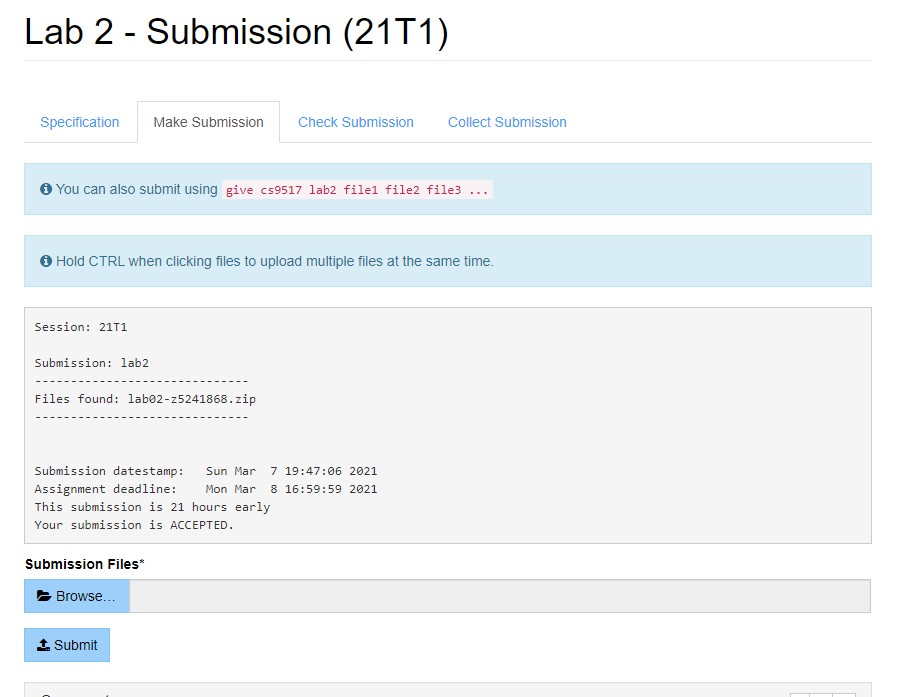 Lab 2 - Submission (21T1)
Specification
Make Submission
Check Submission
Collect Submission
You can also submit using give cs9517 lab2 file1 file2 file3 ...
Hold CTRL when clicking files to upload multiple files at the same time.
Session: 21T1
Submission: lab2
------------------------------
Files found: lab02-z5241868.zip
------------------------------
Submission datestamp:   Sun Mar  7 19:47:06 2021
Assignment deadline:    Mon Mar  8 16:59:59 2021
This submission is 21 hours early
Your submission is ACCEPTED.
Submission Files*
Browse...
Submit